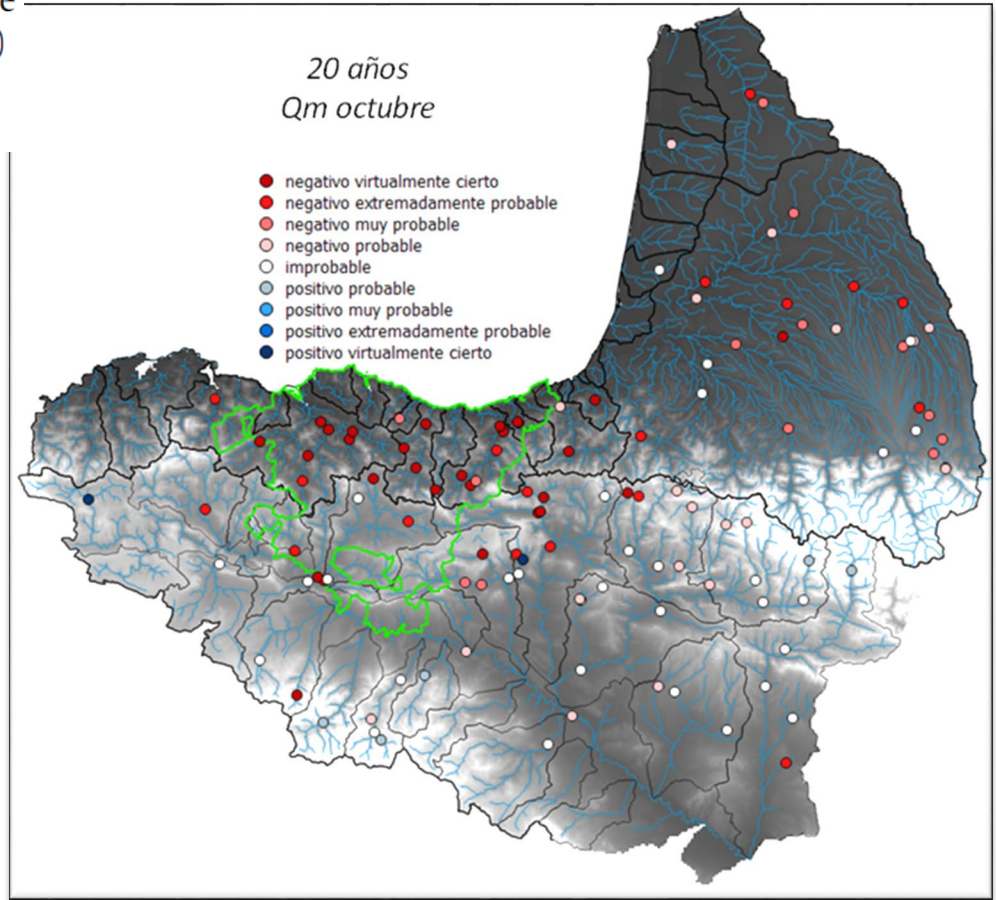 e
)
20 años
Qm octubre
negativo virtualmente cierto
negativo extremadamente probable
negativo muy probable
negativo probable
improbable
positivo probable
positivo muy probable
positivo extremadamente probable
positivo virtualmente cierto